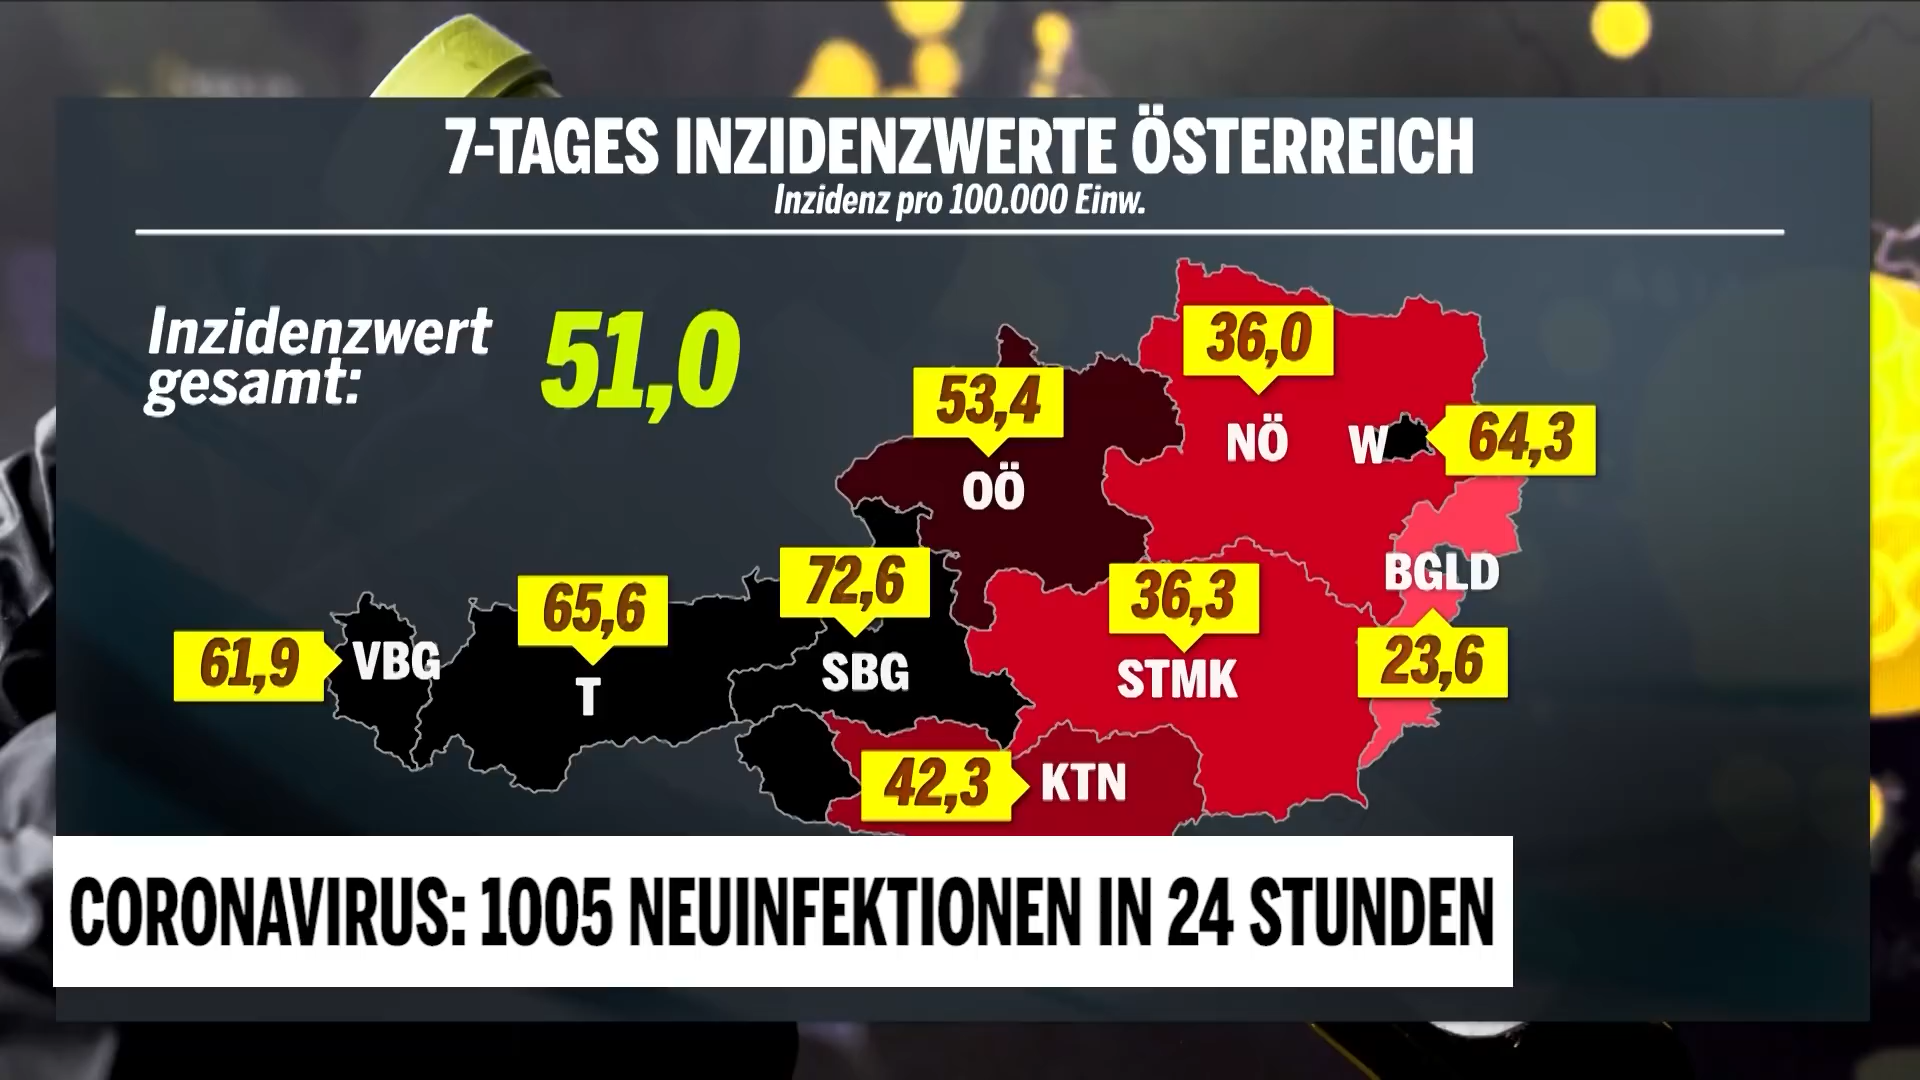 7-TAGES INZIDENZWERTE ÖSTERREICH
Inzidenz pro 100.000 Einw.
Inzidenzwert
gesamt:
51,0
36,0
NÖ
53,4
OÖ
W
64,3
BGLD
23,6
72,6
SBG
36,3
STMK
65,6
T
61,9
VBG
42,3
KTN
CORONAVIRUS: 1005 NEUINFEKTIONEN IN 24 STUNDEN